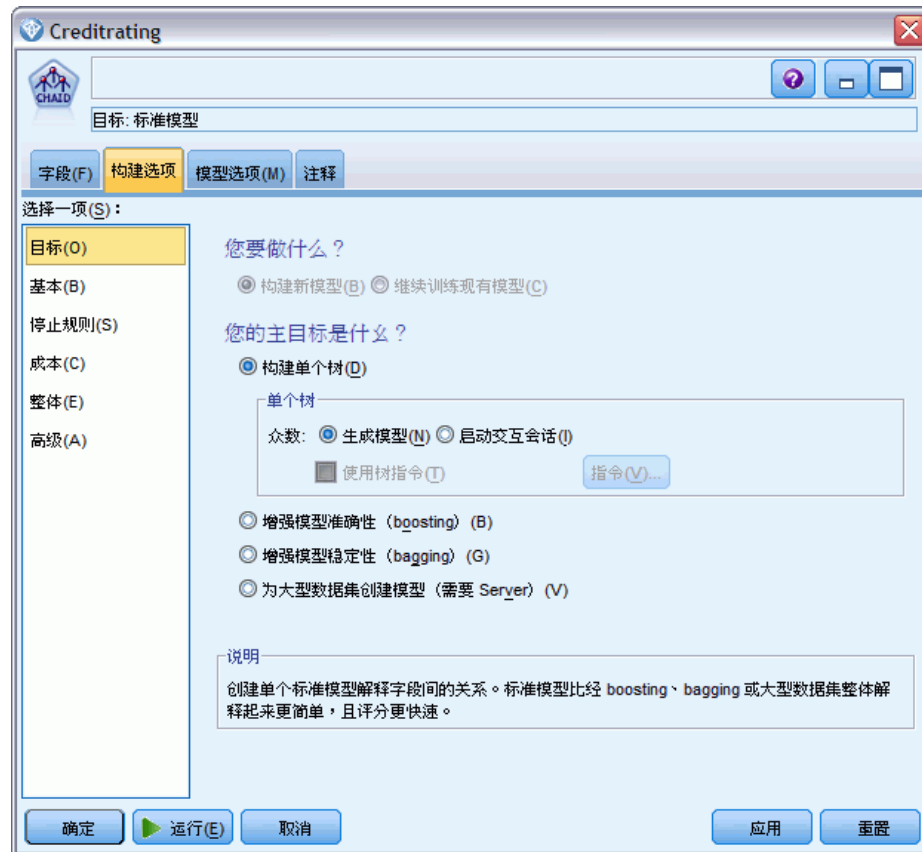 Creditrating
CHAID
目标: 标准模型
字段(F) 构建选项 模型选项(M) 注释
选择一项(S)：
目标(O)
基本(B)
停止规则(S)
成本(C)
整体(E)
高级(A)
您要做什么？
构建新模型(B) 继续训练现有模型(C)
您的主目标是什么？
构建单个树(D)
单个树
众数: 生成模型(N) 启动交互会话(I)
使用树指令(T) 指令(V)...
增强模型准确性（boosting）(B)
增强模型稳定性（bagging）(G)
为大型数据集创建模型（需要 Server）(V)
说明
创建单个标准模型解释字段间的关系。标准模型比经 boosting、bagging 或大型数据集整体解
释起来更简单，且评分更快速。
确定 运行(E) 取消 应用 重置